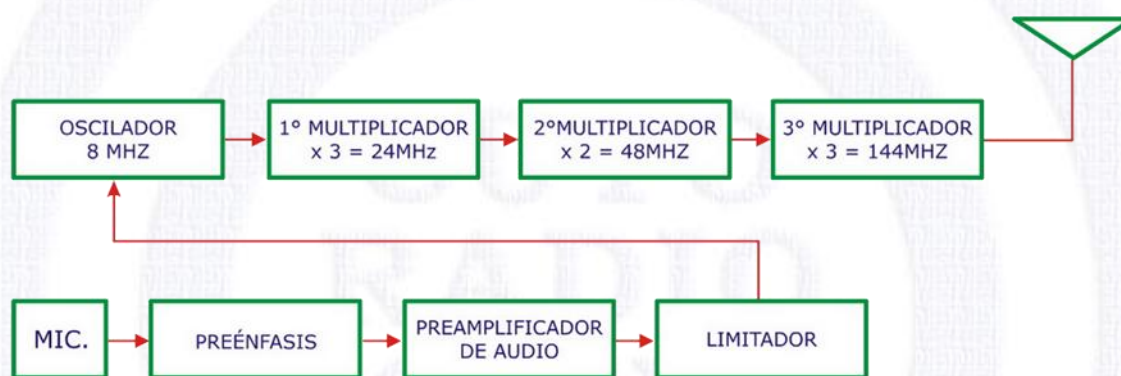 OSCILADOR
8 MHZ
1° MULTIPLICADOR
x 3 = 24MHz
2°MULTIPLICADOR
x 2 = 48MHZ
3° MULTIPLICADOR
x 3 = 144MHZ
MIC.
PREÉNFASIS
PREAMPLIFICADOR
DE AUDIO
LIMITADOR